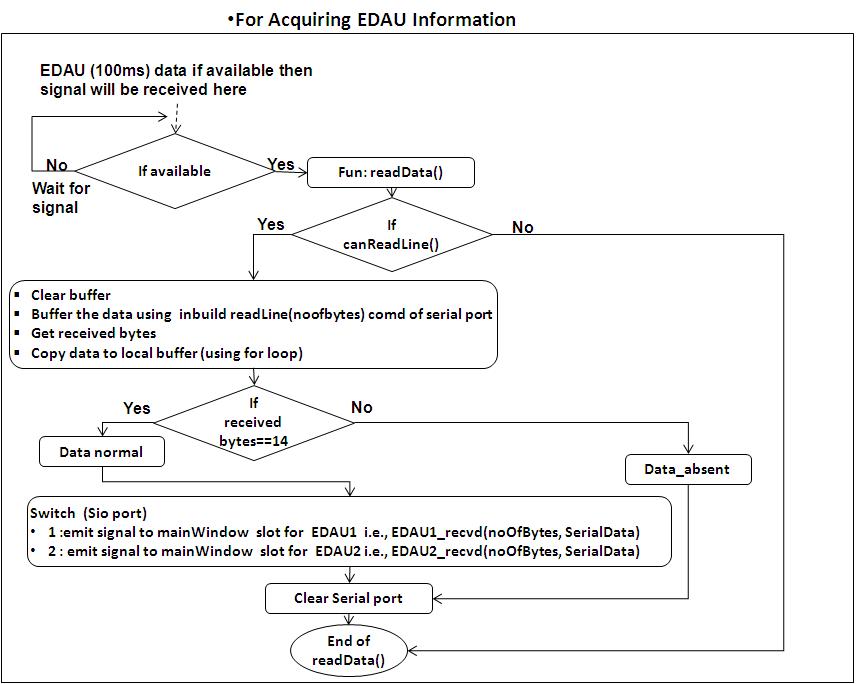 •For Acquiring EDAU Information
EDAU (100ms) data if available then
signal will be received here
No
If available
Yes
Fun: readData()
Wait for
signal
Yes
If
canReadLine()
No
▪ Clear buffer
▪ Buffer the data using inbuild readLine(noofbytes) comd of serial port
▪ Get received bytes
▪ Copy data to local buffer (using for loop)
Yes
If
received
bytes==14
No
Data normal
Data_absent
Switch (Sio port)
• 1 :emit signal to mainWindow slot for EDAU1 i.e., EDAU1_recvd(noOfBytes, SerialData)
• 2 : emit signal to mainWindow slot for EDAU2 i.e., EDAU2_recvd(noOfBytes, SerialData)
Clear Serial port
End of
readData()